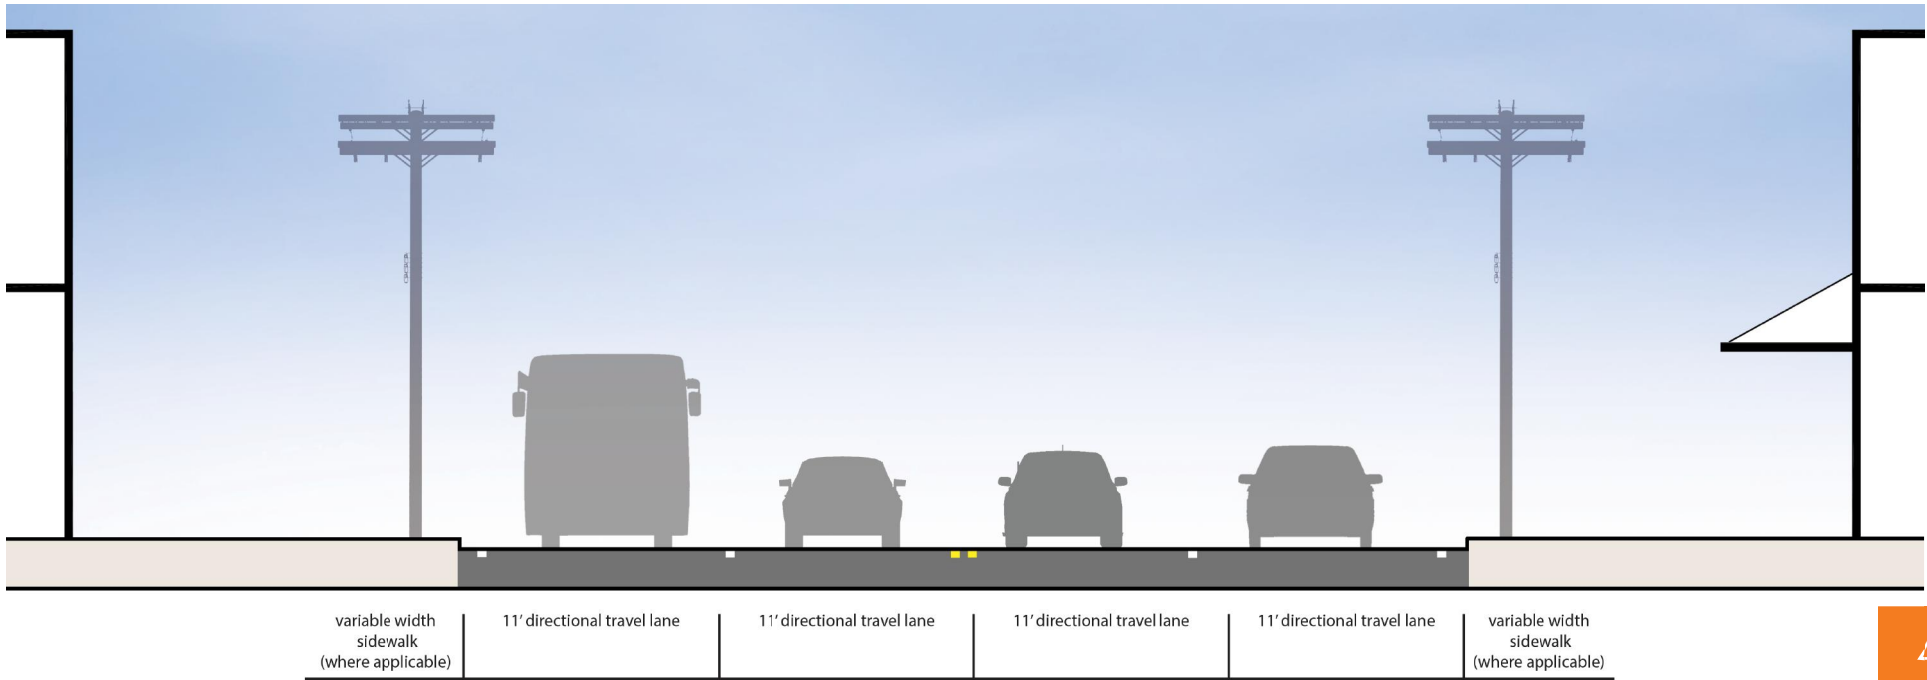 variable width
sidewalk
(where applicable)
11' directional travel lane
11' directional travel lane
11' directional travel lane
11' directional travel lane
variable width
sidewalk
(where applicable)